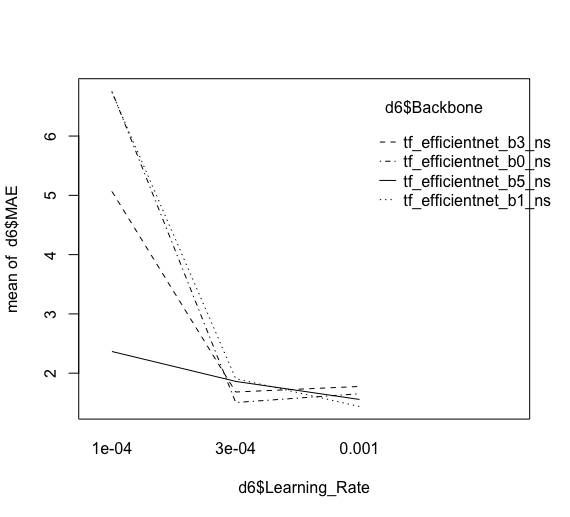 d6$Backbone
tf_efficientnet_b3_ns
tf_efficientnet_b0_ns
tf_efficientnet_b5_ns
tf_efficientnet_b1_ns
mean of  d6$MAE
6
5
4
3
2
1e-04 3e-04 0.001
d6$Learning_Rate